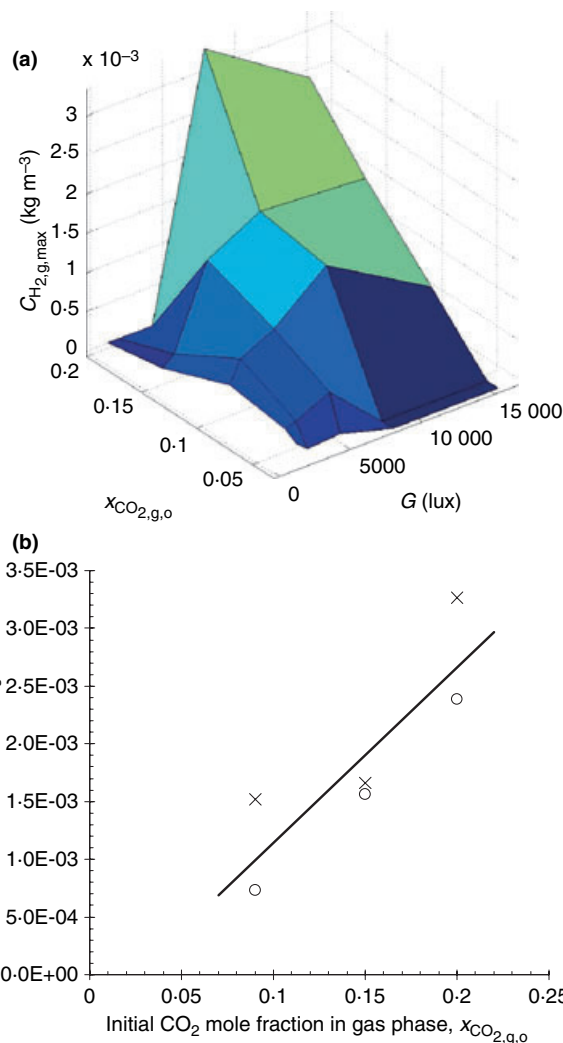 (a)
x 10⁻³
3
2·5
2
1·5
1
0·5
0
C_H₂,g,max (kg m⁻³)
0·2
0·15
0·1
0·05
x_CO₂,g,o
0
5000
10 000
15 000
G (lux)
(b)
3·5E-03
3·0E-03
2·5E-03
2·0E-03
1·5E-03
1·0E-03
5·0E-04
0·0E+00
0
0·05
0·1
0·15
0·2
0·25
Initial CO₂ mole fraction in gas phase, x_CO₂,g,o